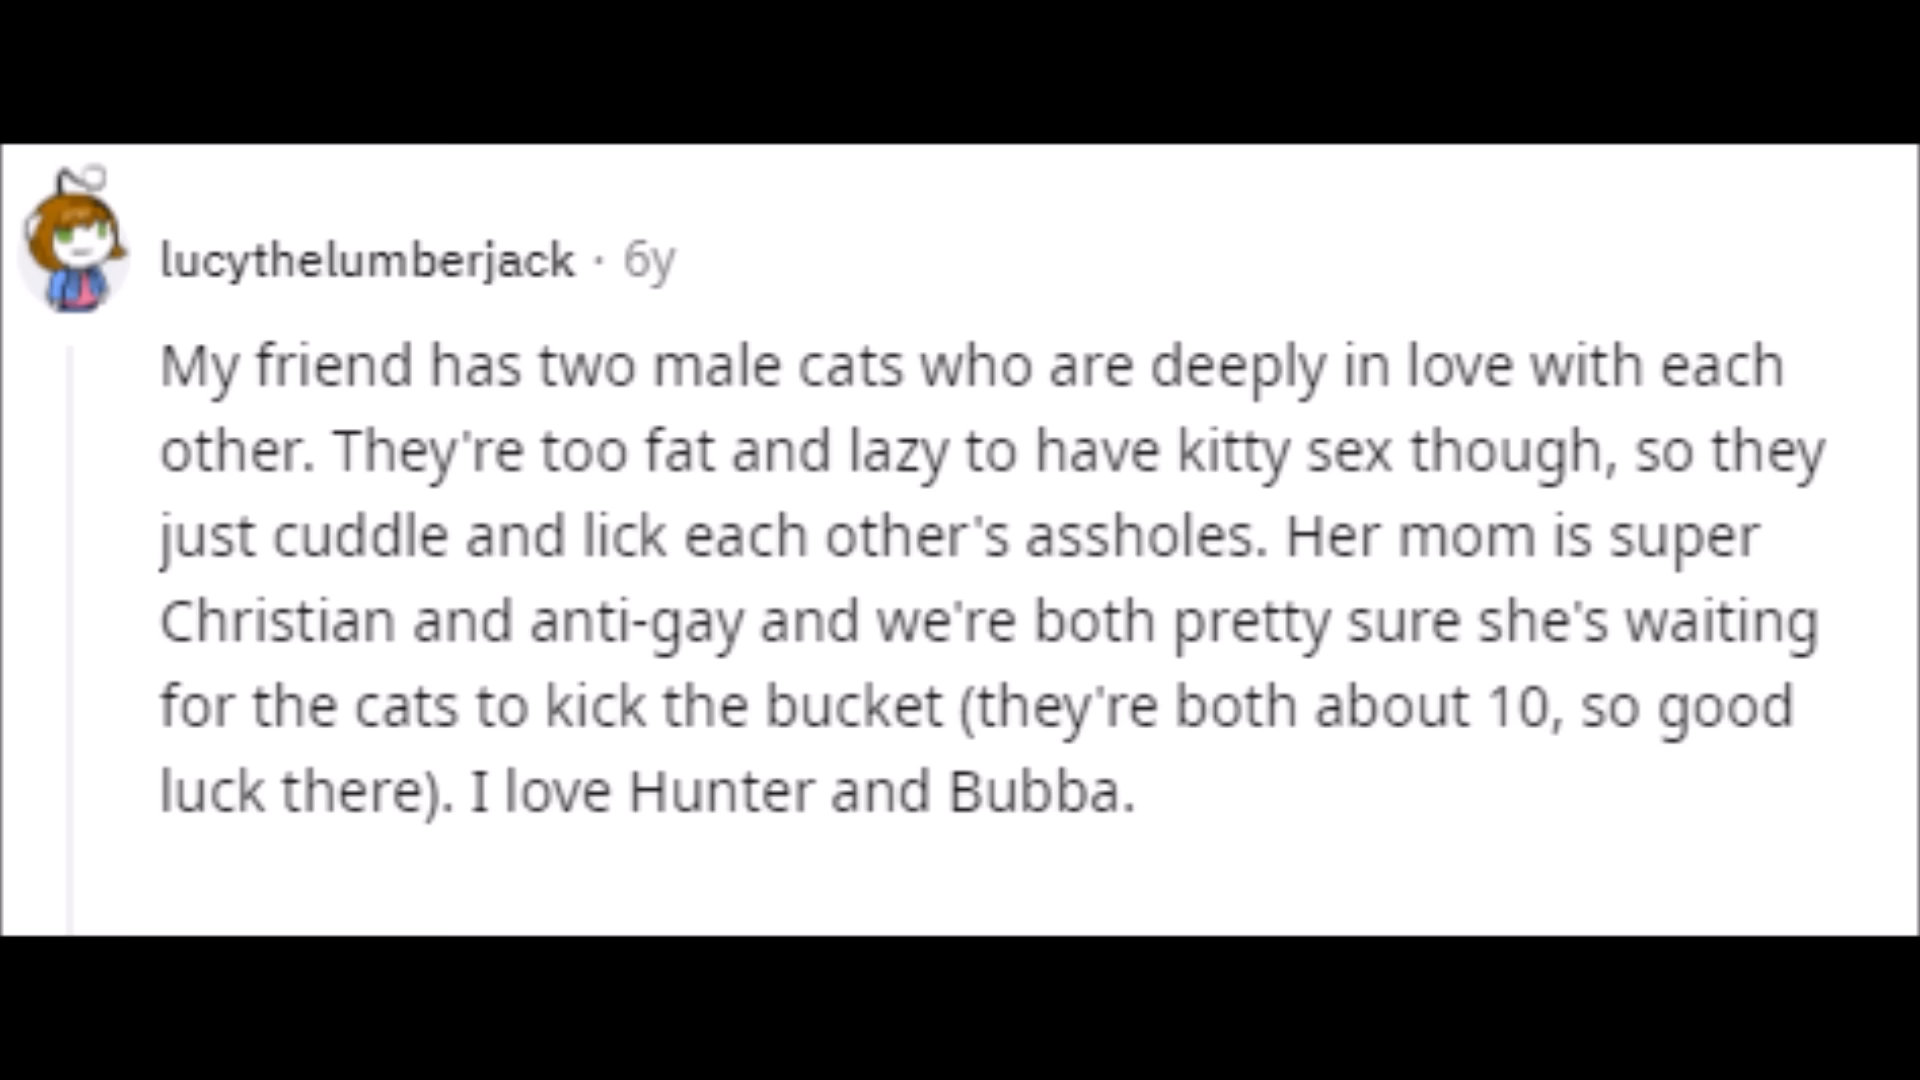 lucythelumberjack · 6y
My friend has two male cats who are deeply in love with each
other. They're too fat and lazy to have kitty sex though, so they
just cuddle and lick each other's assholes. Her mom is super
Christian and anti-gay and we're both pretty sure she's waiting
for the cats to kick the bucket (they're both about 10, so good
luck there). I love Hunter and Bubba.